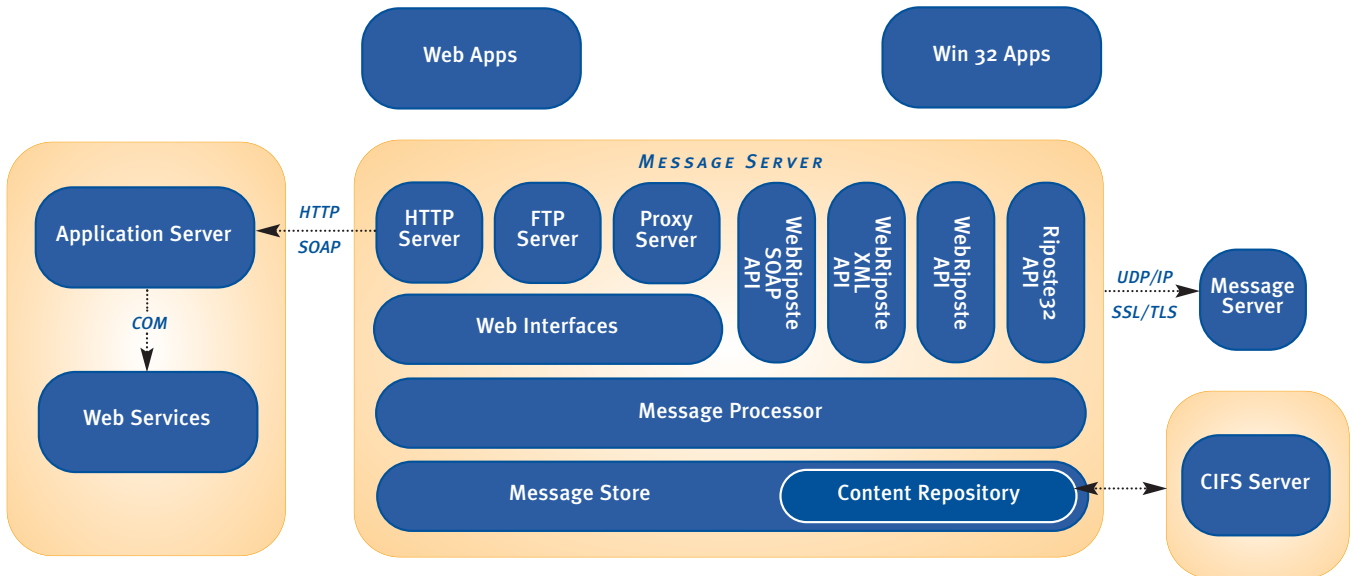 Web Apps
Win 32 Apps
MESSAGE SERVER
Application Server
COM
Web Services
HTTP
SOAP
HTTP
Server
FTP
Server
Proxy
Server
WebRiposte
SOAP
API
WebRiposte
XML
API
WebRiposte
API
Riposte32
API
Web Interfaces
Message Processor
Message Store
Content Repository
UDP/IP
SSL/TLS
Message
Server
CIFS Server